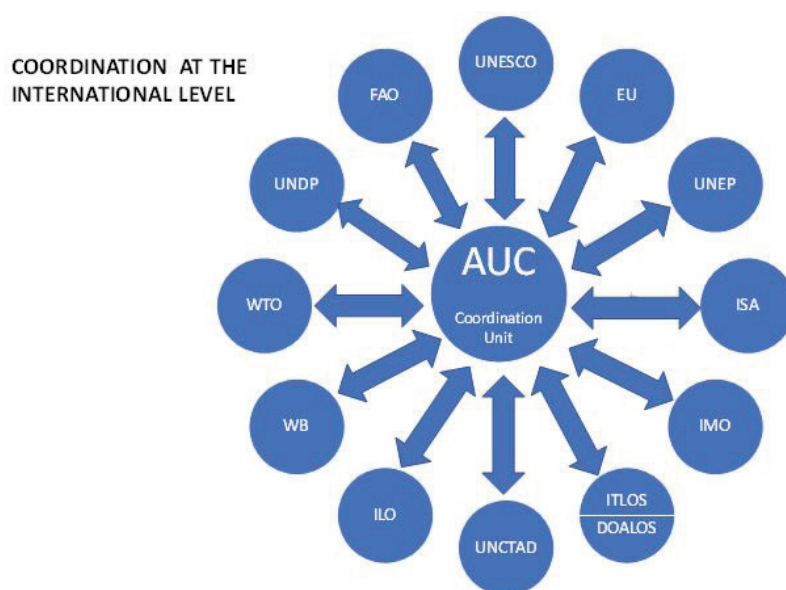 COORDINATION AT THE
INTERNATIONAL LEVEL
UNESCO
EU
UNEP
ISA
IMO
ITLOS
DOALOS
UNCTAD
ILO
WB
WTO
UNDP
FAO
AUC
Coordination
Unit